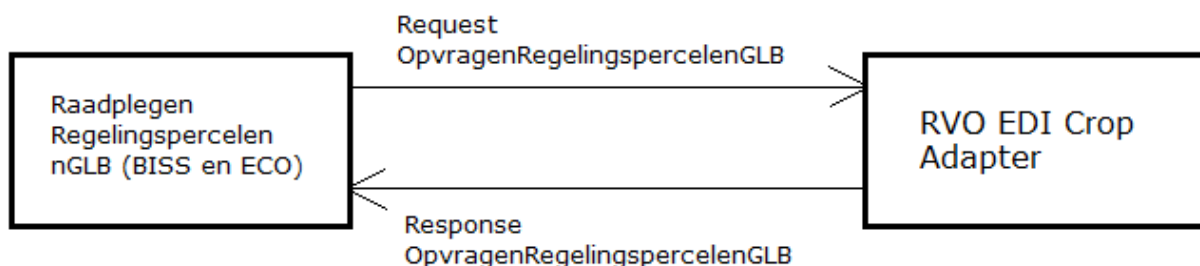 Request
OpvragenRegelingspercelenGLB
Raadplegen
Regelingspercelen
nGLB (BISS en ECO)
RVO EDI Crop
Adapter
Response
OpvragenRegelingspercelenGLB